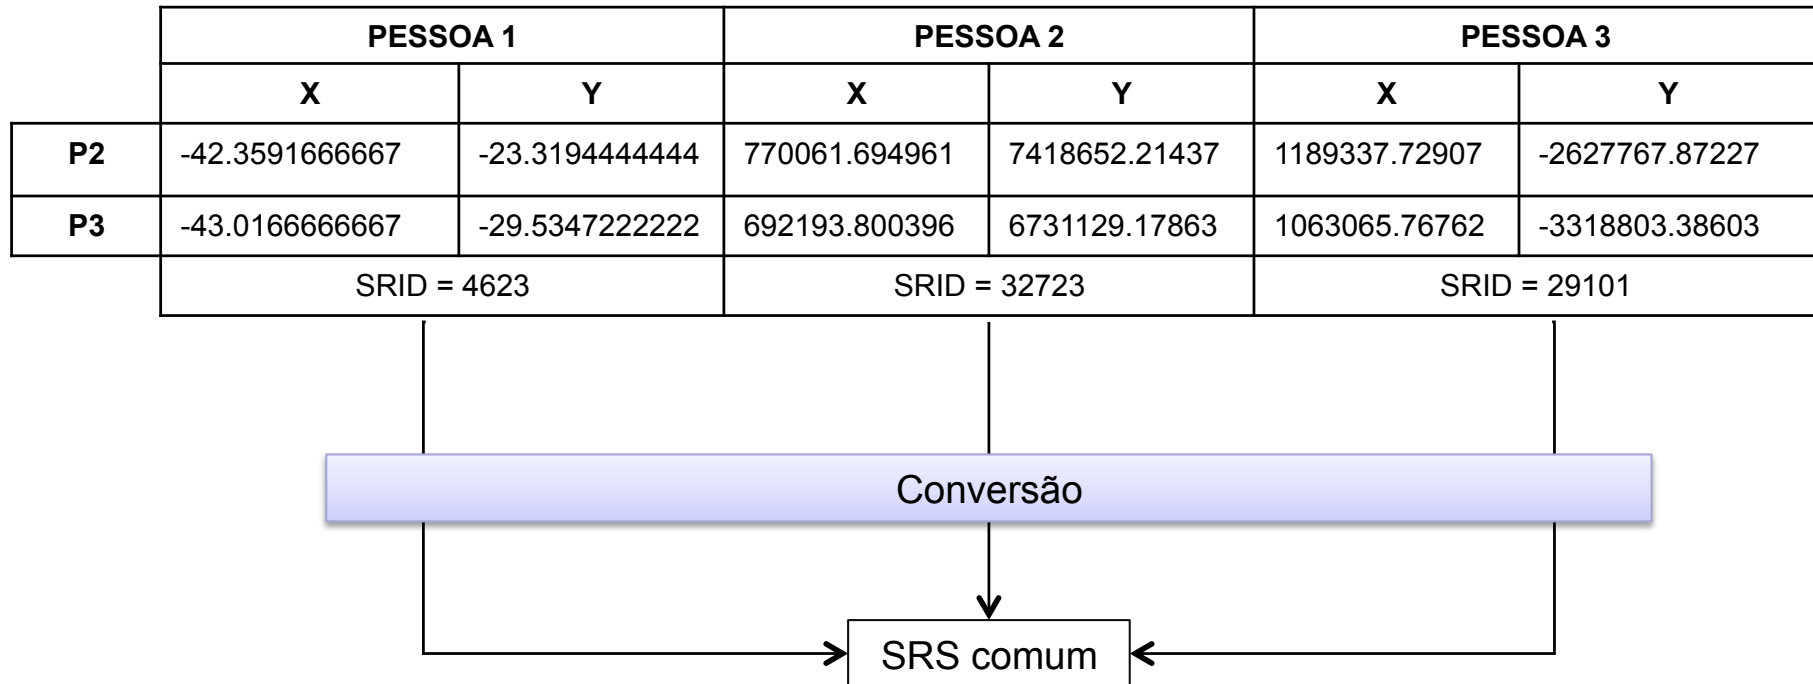 PESSOA 1 PESSOA 2 PESSOA 3
X Y X Y X Y
P2 -42.3591666667 -23.3194444444 770061.694961 7418652.21437 1189337.72907 -2627767.87227
P3 -43.0166666667 -29.5347222222 692193.800396 6731129.17863 1063065.76762 -3318803.38603
SRID = 4623 SRID = 32723 SRID = 29101
Conversão
SRS comum